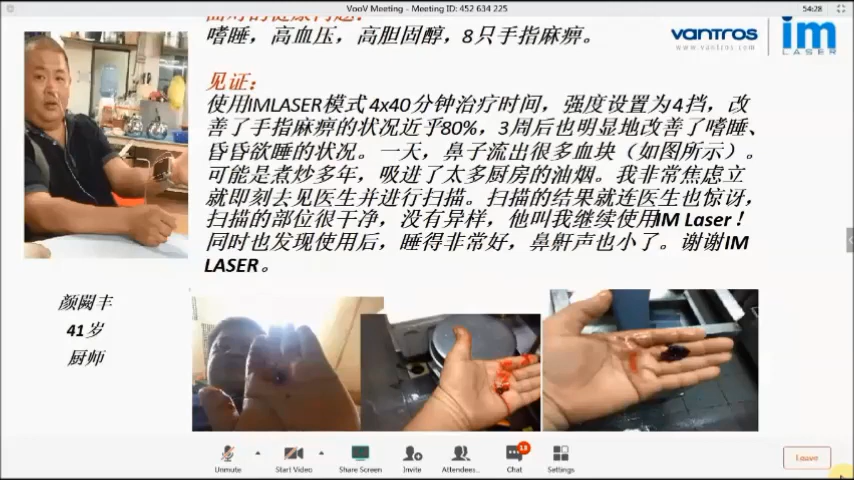 VooV Meeting - Meeting ID: 452 634 225
54:28
面对的健康问题：
嗜睡，高血压，高胆固醇，8只手指麻痹。
vantros
www.vantros.com
im
LASER
见证：
使用IMLASER模式 4x40分钟治疗时间，强度设置为4挡，改
善了手指麻痹的状况近乎80%，3周后也明显地改善了嗜睡、
昏昏欲睡的状况。一天，鼻子流出很多血块（如图所示）。
可能是煮炒多年，吸进了太多厨房的油烟。我非常焦虑立
就即刻去见医生并进行扫描。扫描的结果就连医生也惊讶，
扫描的部位很干净，没有异样，他叫我继续使用IM Laser！
同时也发现使用后，睡得非常好，鼻鼾声也小了。谢谢IM
LASER。
颜阙丰
41岁
厨师
Unmute
Start Video
Share Screen
Invite
Attendees...
13
Chat
Settings
Leave